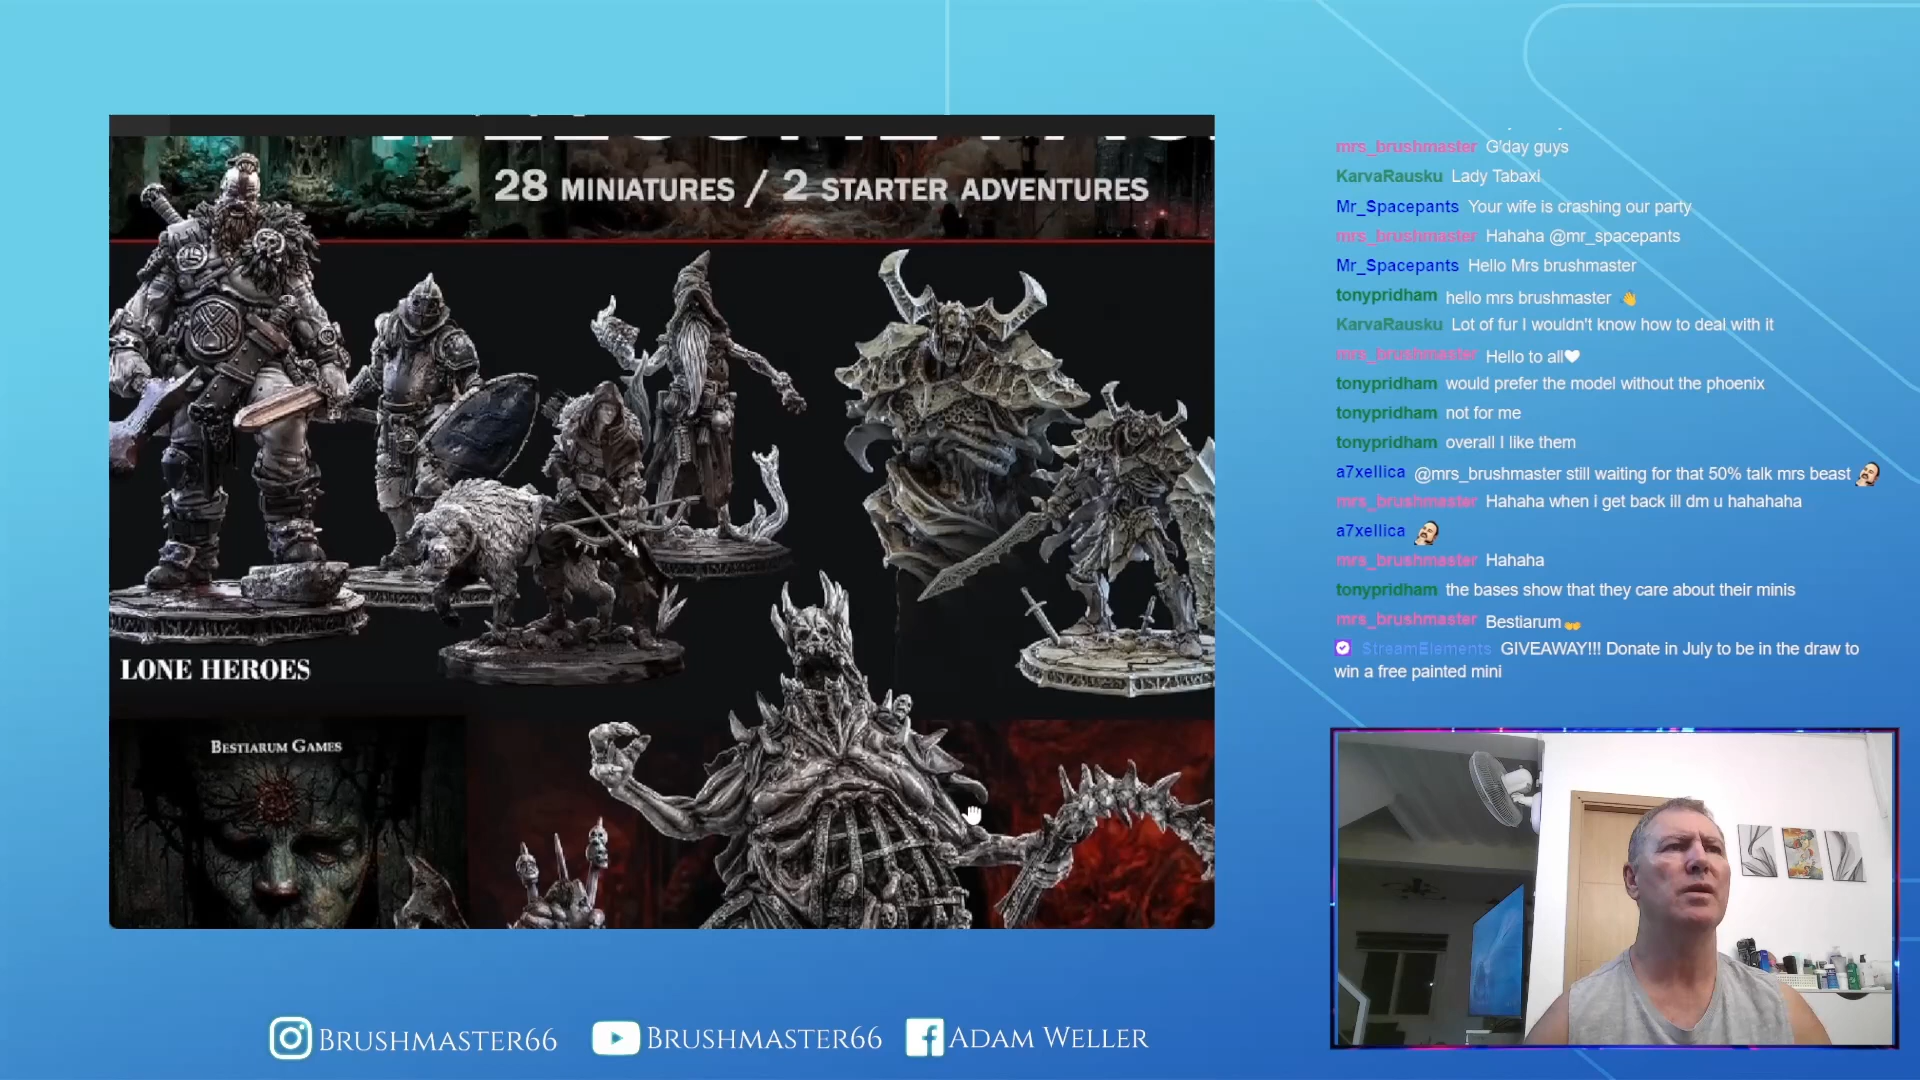 28 MINIATURES / 2 STARTER ADVENTURES
LONE HEROES
BESTIARUM GAMES
mrs_brushmaster G'day guys
KarvaRausku Lady Tabaxi
Mr_Spacepants Your wife is crashing our party
mrs_brushmaster Hahaha @mr_spacepants
Mr_Spacepants Hello Mrs brushmaster
tonypridham hello mrs brushmaster 👋
KarvaRausku Lot of fur I wouldn't know how to deal with it
mrs_brushmaster Hello to all♥
tonypridham would prefer the model without the phoenix
tonypridham not for me
tonypridham overall I like them
a7xellica @mrs_brushmaster still waiting for that 50% talk mrs beast
mrs_brushmaster Hahaha when i get back ill dm u hahahaha
a7xellica
mrs_brushmaster Hahaha
tonypridham the bases show that they care about their minis
mrs_brushmaster Bestiarum👐
StreamElements GIVEAWAY!!! Donate in July to be in the draw to
win a free painted mini
BRUSHMASTER66 BRUSHMASTER66 ADAM WELLER